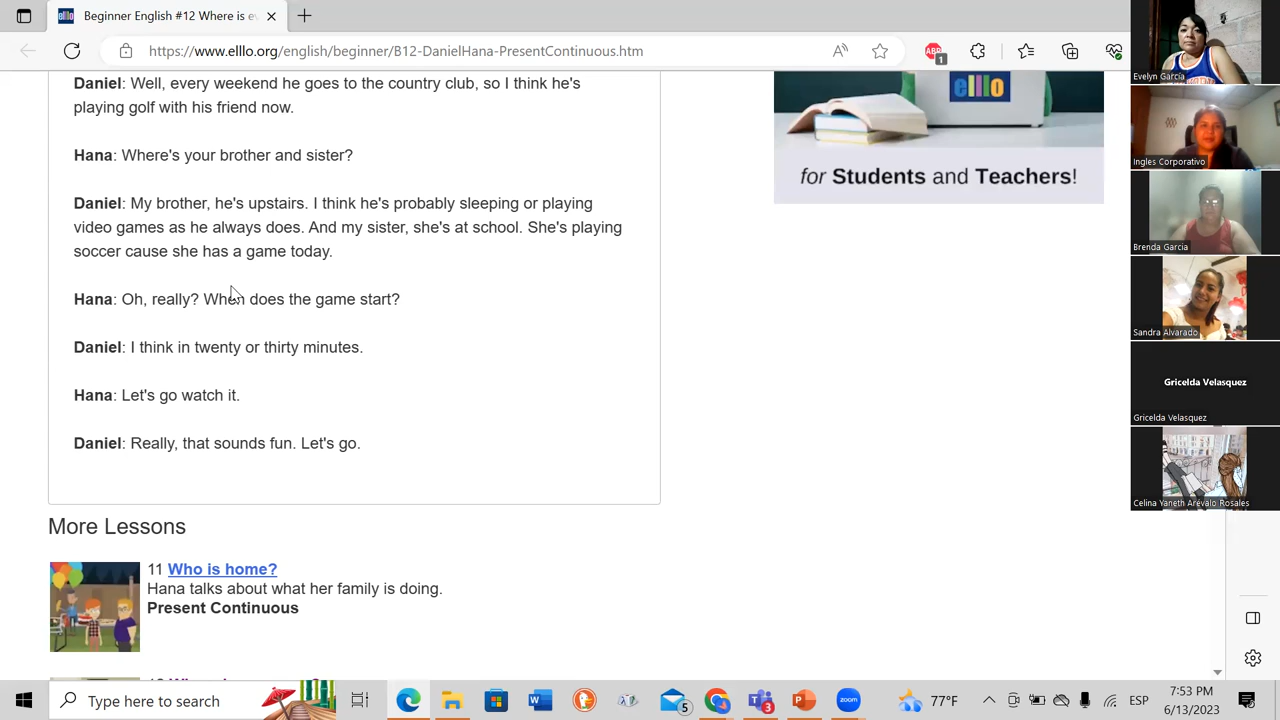 Beginner English #12 Where is ev
https://www.elllo.org/english/beginner/B12-DanielHana-PresentContinuous.htm
Daniel: Well, every weekend he goes to the country club, so I think he's
playing golf with his friend now.
Hana: Where's your brother and sister?
Daniel: My brother, he's upstairs. I think he's probably sleeping or playing
video games as he always does. And my sister, she's at school. She's playing
soccer cause she has a game today.
Hana: Oh, really? When does the game start?
Daniel: I think in twenty or thirty minutes.
Hana: Let's go watch it.
Daniel: Really, that sounds fun. Let's go.
More Lessons
11 Who is home?
Hana talks about what her family is doing.
Present Continuous
elllo
for Students and Teachers!
Evelyn García
Ingles Corporativo
Brenda Garcia
Sandra Alvarado
Gricelda Velasquez
Gricelda Velasquez
Celina Yaneth Arévalo Rosales
Type here to search
5
3
77°F
ESP
7:53 PM
6/13/2023